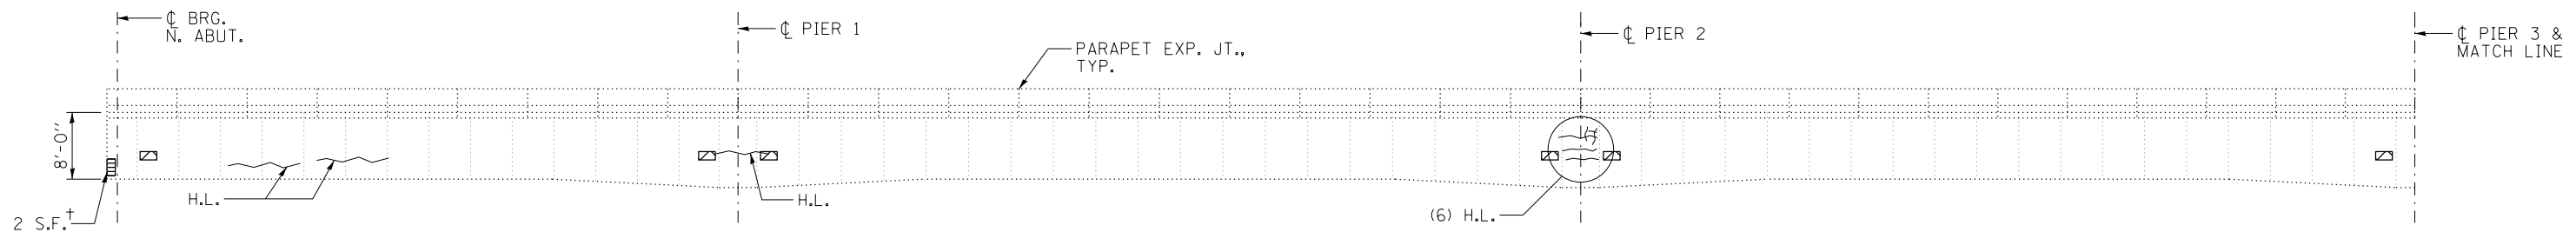 ℄ BRG.
N. ABUT.
℄ PIER 1
PARAPET EXP. JT.,
TYP.
℄ PIER 2
℄ PIER 3 &
MATCH LINE
8'-0"
H.L.
H.L.
(6) H.L.
2 S.F.†